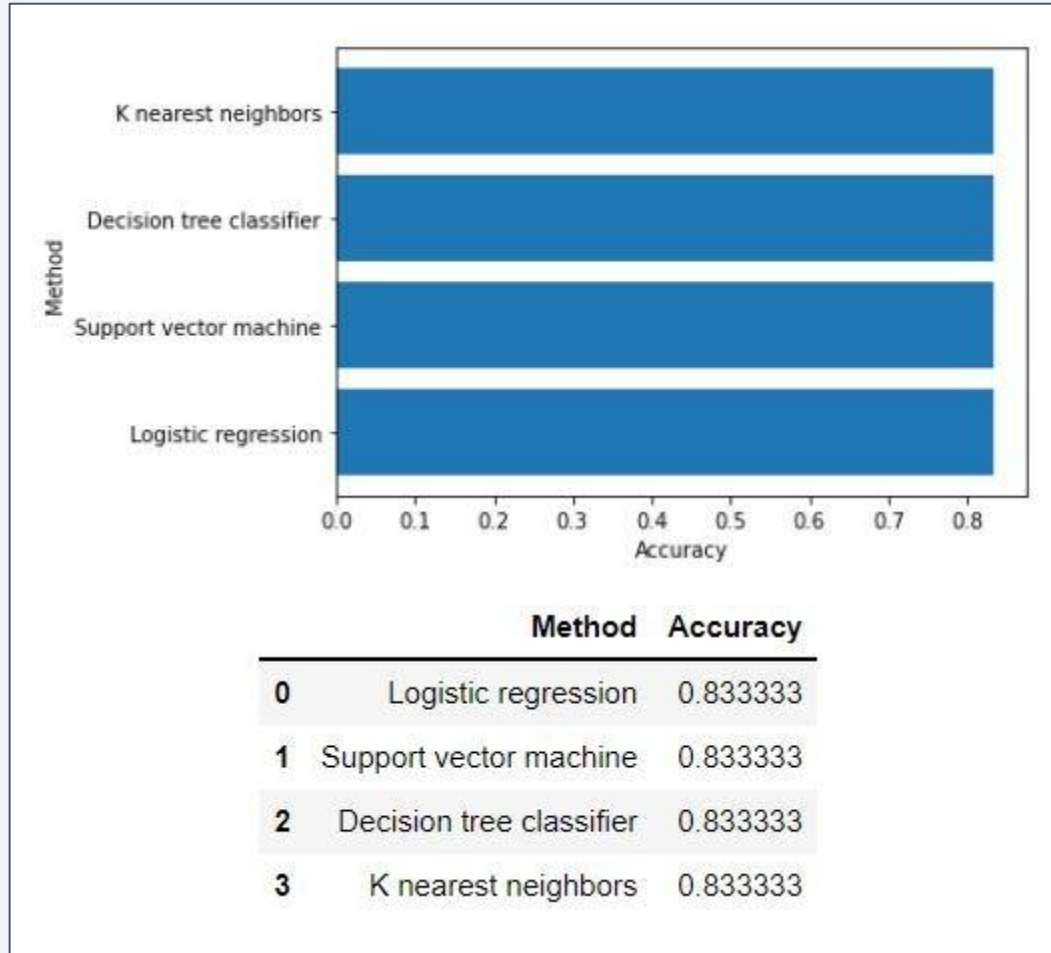 K nearest neighbors
Decision tree classifier
Support vector machine
Logistic regression
Method
0.0 0.1 0.2 0.3 0.4 0.5 0.6 0.7 0.8
Accuracy
Method Accuracy
0 Logistic regression 0.833333
1 Support vector machine 0.833333
2 Decision tree classifier 0.833333
3 K nearest neighbors 0.833333